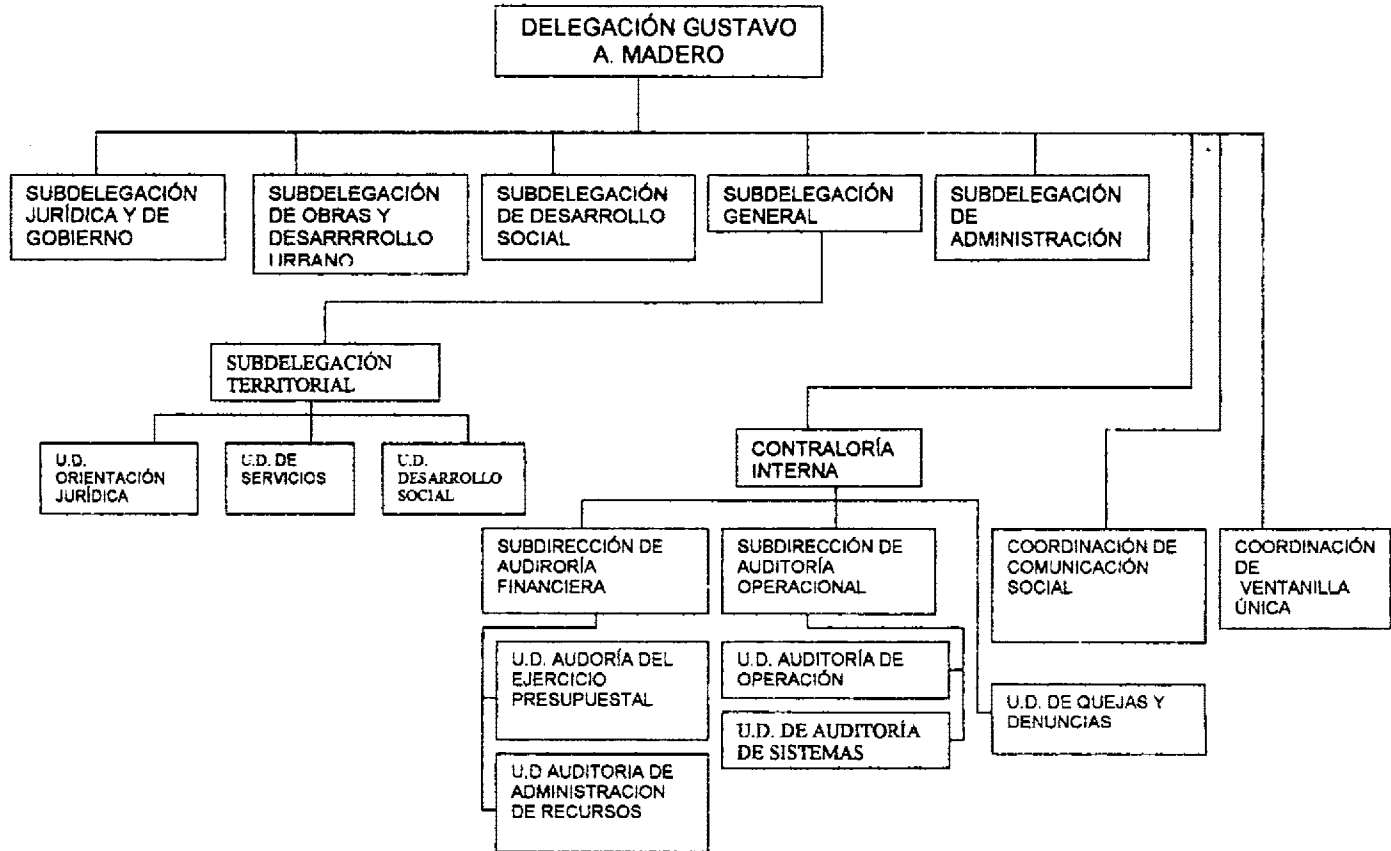 DELEGACIÓN GUSTAVO
A. MADERO
SUBDELEGACIÓN
JURÍDICA Y DE
GOBIERNO
SUBDELEGACIÓN
DE OBRAS Y
DESARRRROLLO
URBANO
SUBDELEGACIÓN
DE DESARROLLO
SOCIAL
SUBDELEGACIÓN
GENERAL
SUBDELEGACIÓN
DE
ADMINISTRACIÓN
SUBDELEGACIÓN
TERRITORIAL
U.D.
ORIENTACIÓN
JURÍDICA
U.D. DE
SERVICIOS
U.D.
DESARROLLO
SOCIAL
CONTRALORÍA
INTERNA
SUBDIRECCIÓN DE
AUDIRORÍA
FINANCIERA
SUBDIRECCIÓN DE
AUDITORÍA
OPERACIONAL
COORDINACIÓN DE
COMUNICACIÓN
SOCIAL
COORDINACIÓN
DE
VENTANILLA
ÚNICA
U.D. AUDORÍA DEL
EJERCICIO
PRESUPUESTAL
U.D. AUDITORÍA DE
OPERACIÓN
U.D. DE QUEJAS Y
DENUNCIAS
U.D. DE AUDITORÍA
DE SISTEMAS
U.D AUDITORIA DE
ADMINISTRACION
DE RECURSOS